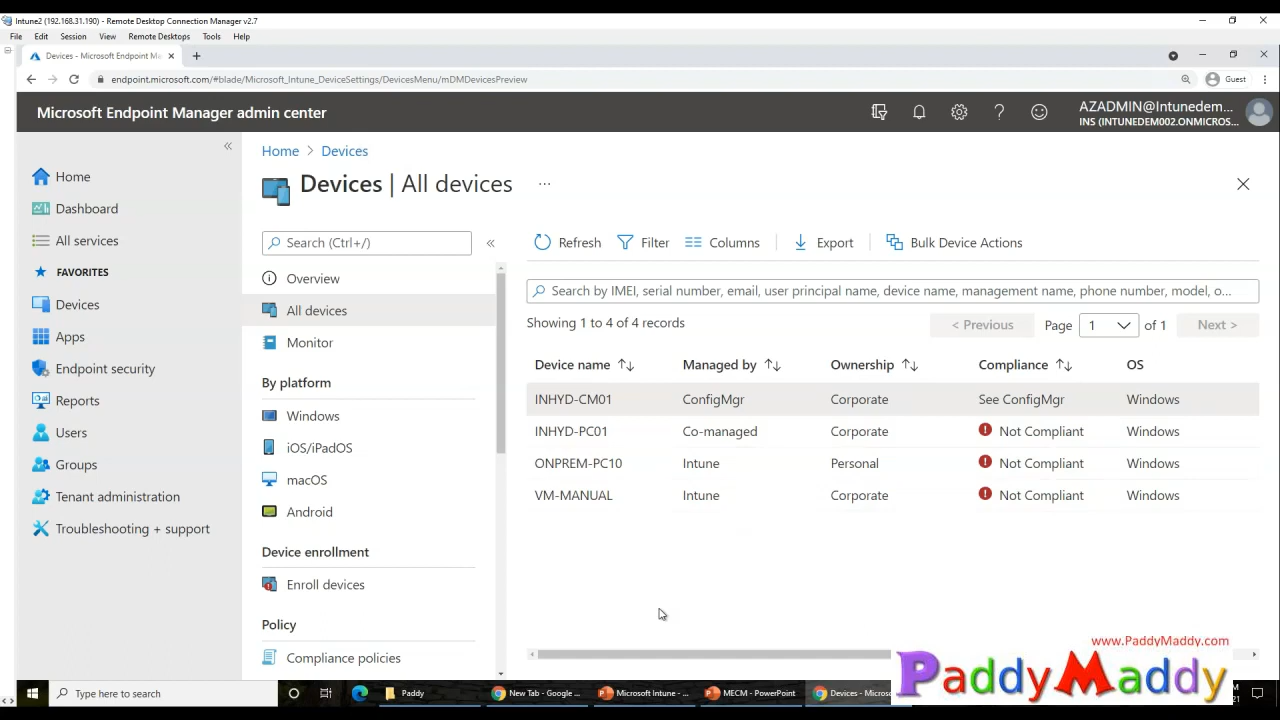 Intune2 (192.168.31.190) - Remote Desktop Connection Manager v2.7
File Edit Session View Remote Desktops Tools Help
Devices - Microsoft Endpoint Ma
endpoint.microsoft.com/#blade/Microsoft_Intune_DeviceSettings/DevicesMenu/mDMDevicesPreview
Guest
Microsoft Endpoint Manager admin center
AZADMIN@Intunedem...
INS (INTUNEDEM002.ONMICROS...
Home
Dashboard
All services
FAVORITES
Devices
Apps
Endpoint security
Reports
Users
Groups
Tenant administration
Troubleshooting + support
Home > Devices
Devices | All devices ...
Search (Ctrl+/)
Overview
All devices
Monitor
By platform
Windows
iOS/iPadOS
macOS
Android
Device enrollment
Enroll devices
Policy
Compliance policies
Refresh Filter Columns Export Bulk Device Actions
Search by IMEI, serial number, email, user principal name, device name, management name, phone number, model, o...
Showing 1 to 4 of 4 records
< Previous Page 1 of 1 Next >
Device name Managed by Ownership Compliance OS
INHYD-CM01 ConfigMgr Corporate See ConfigMgr Windows
INHYD-PC01 Co-managed Corporate Not Compliant Windows
ONPREM-PC10 Intune Personal Not Compliant Windows
VM-MANUAL Intune Corporate Not Compliant Windows
www.PaddyMaddy.com
PaddyMaddy
Type here to search
Paddy
New Tab - Google ...
Microsoft Intune - ...
MECM - PowerPoint
Devices - Microso